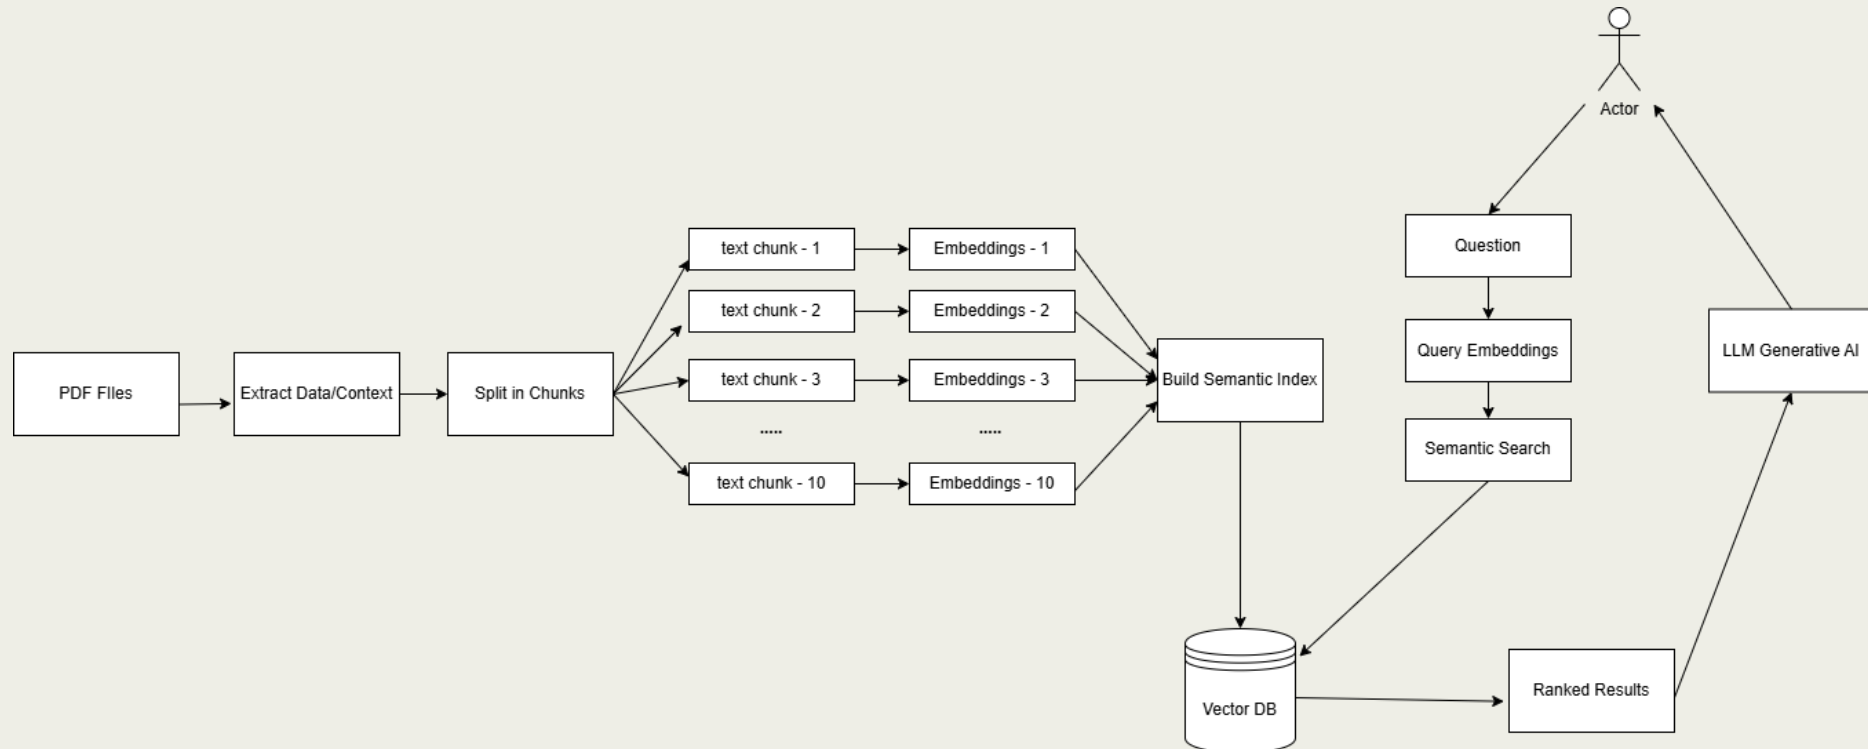 Actor
PDF FIles
Extract Data/Context
Split in Chunks
text chunk - 1
text chunk - 2
text chunk - 3
.....
text chunk - 10
Embeddings - 1
Embeddings - 2
Embeddings - 3
.....
Embeddings - 10
Build Semantic Index
Vector DB
Question
Query Embeddings
Semantic Search
Ranked Results
LLM Generative AI